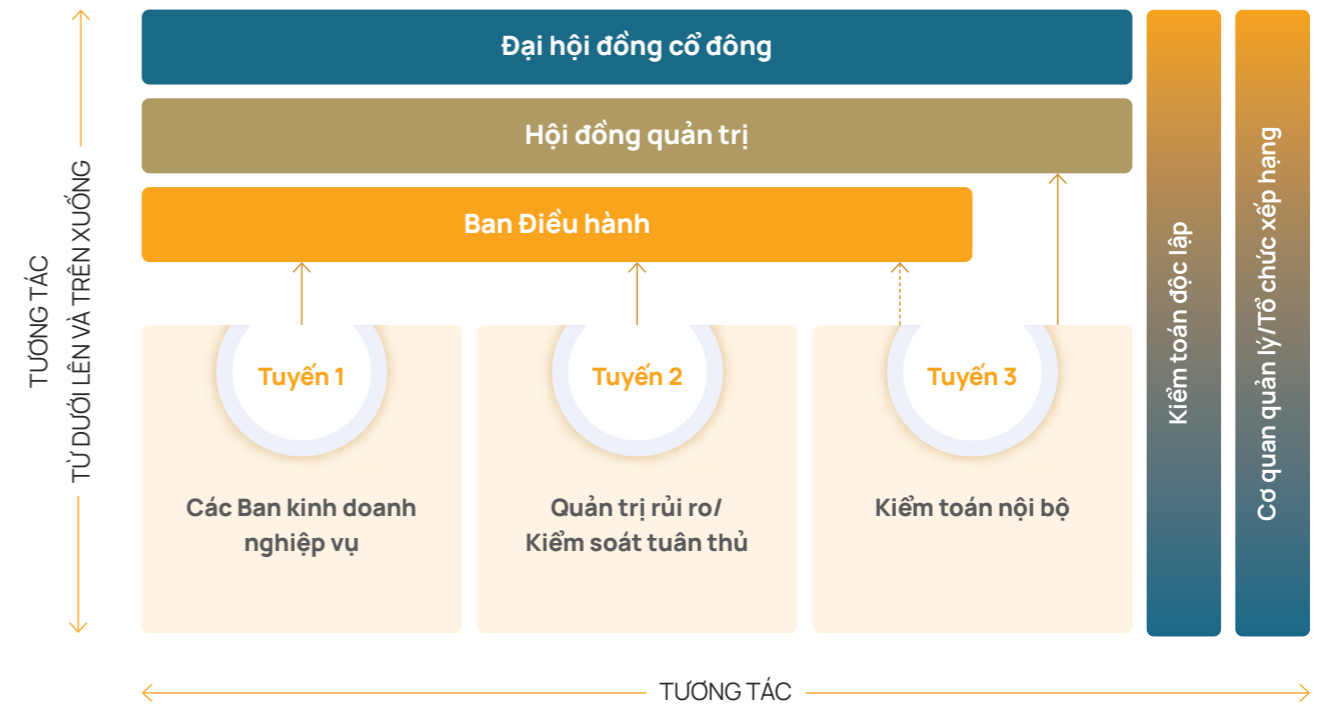 Đại hội đồng cổ đông
Hội đồng quản trị
Ban Điều hành
TƯƠNG TÁC
TỪ DƯỚI LÊN VÀ TRÊN XUỐNG
Tuyến 1
Các Ban kinh doanh
nghiệp vụ
Tuyến 2
Quản trị rủi ro/
Kiểm soát tuân thủ
Tuyến 3
Kiểm toán nội bộ
Kiểm toán độc lập
Cơ quan quản lý/Tổ chức xếp hạng
TƯƠNG TÁC